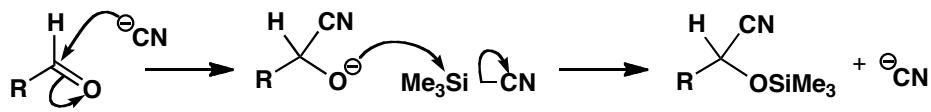 H
⊖CN
R
O
H
CN
R
O⊖
Me₃Si
CN
H
CN
R
OSiMe₃
+
⊖CN